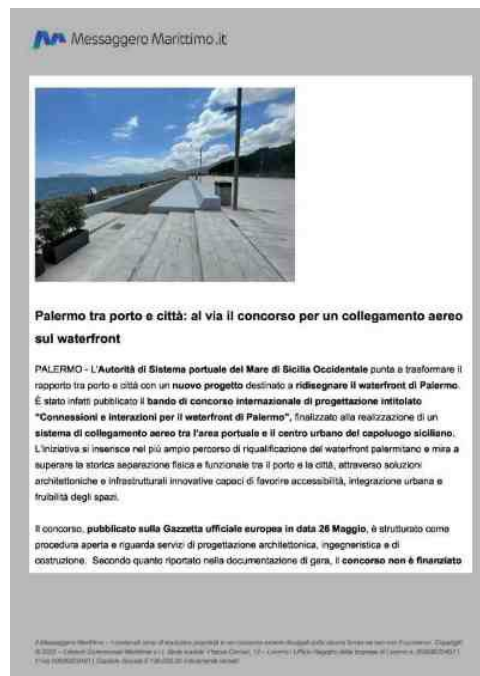 Messaggero Marittimo.it
Palermo tra porto e città: al via il concorso per un collegamento aereo
sul waterfront
PALERMO - L'Autorità di Sistema portuale del Mare di Sicilia Occidentale punta a trasformare il
rapporto tra porto e città con un nuovo progetto destinato a ridisegnare il waterfront di Palermo.
È stato infatti pubblicato il bando di concorso internazionale di progettazione intitolato
"Connessioni e interazioni per il waterfront di Palermo", finalizzato alla realizzazione di un
sistema di collegamento aereo tra l'area portuale e il centro urbano del capoluogo siciliano.
L'iniziativa si inserisce nel più ampio percorso di riqualificazione del waterfront palermitano e mira a
superare la storica separazione fisica e funzionale tra il porto e la città, attraverso soluzioni
architettoniche e infrastrutturali innovative capaci di favorire accessibilità, integrazione urbana e
fruibilità degli spazi.
Il concorso, pubblicato sulla Gazzetta ufficiale europea in data 26 Maggio, è strutturato come
procedura aperta e riguarda servizi di progettazione architettonica, ingegneristica e di
costruzione. Secondo quanto riportato nella documentazione di gara, il concorso non è finanziato